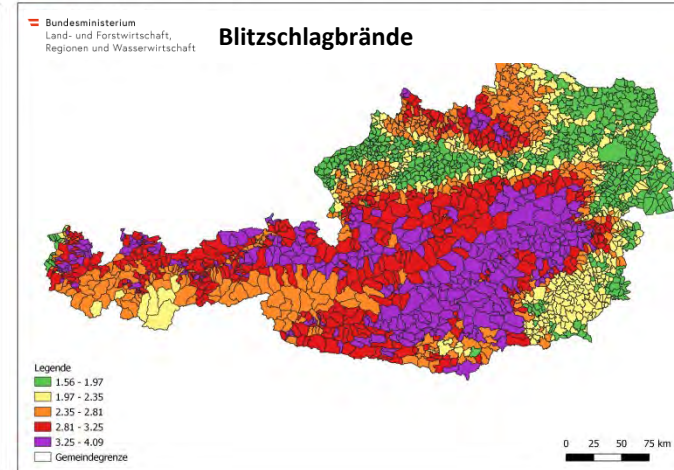 Bundesministerium
Land- und Forstwirtschaft,
Regionen und Wasserwirtschaft
Blitzschlagbrände
Legende
1.56 - 1.97
1.97 - 2.35
2.35 - 2.81
2.81 - 3.25
3.25 - 4.09
Gemeindegrenze
0 25 50 75 km